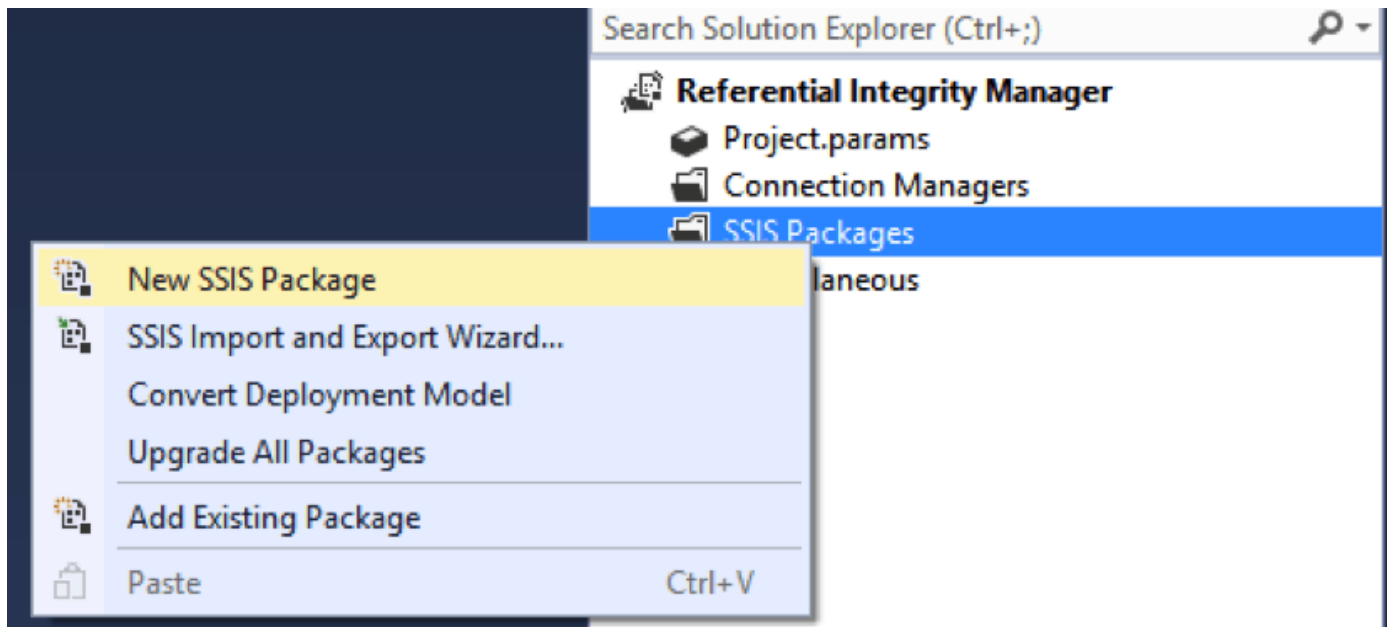 Search Solution Explorer (Ctrl+;)
Referential Integrity Manager
Project.params
Connection Managers
SSIS Packages
laneous
New SSIS Package
SSIS Import and Export Wizard...
Convert Deployment Model
Upgrade All Packages
Add Existing Package
Paste Ctrl+V